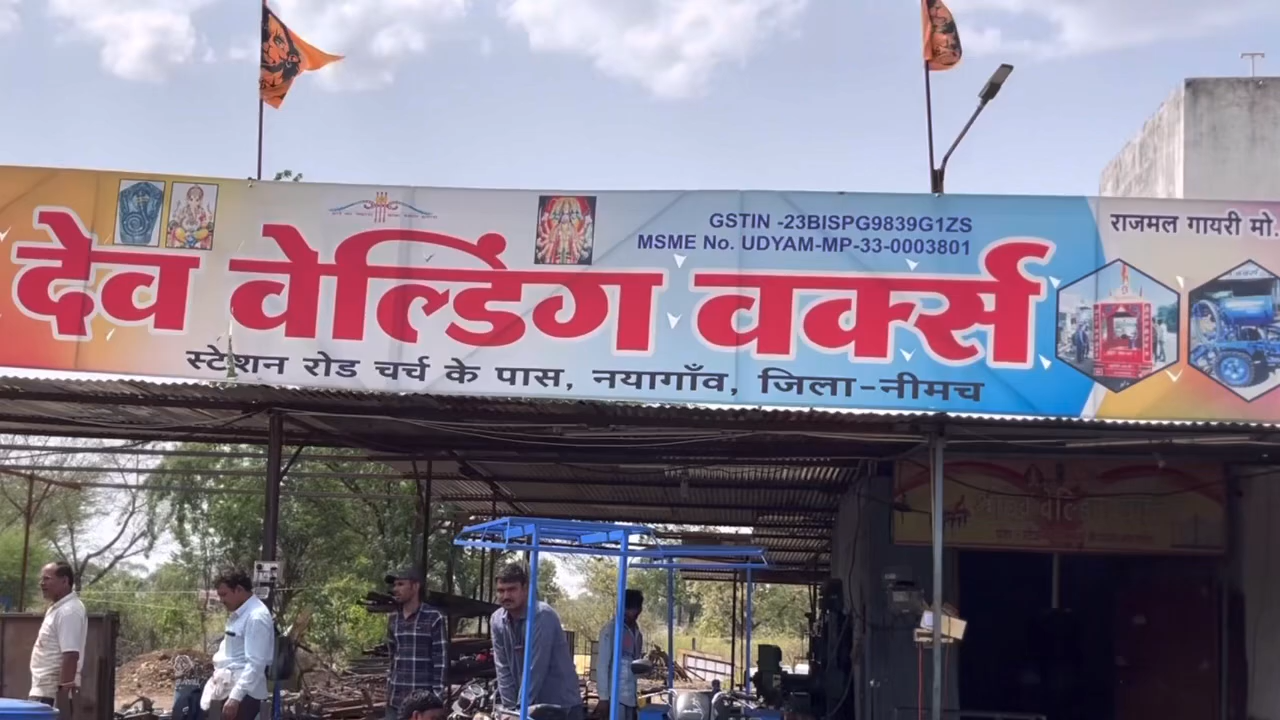 GSTIN -23BISPG9839G1ZS
MSME No. UDYAM-MP-33-0003801
राजमल गायरी मो.
देव वेल्डिंग वर्क्स
स्टेशन रोड चर्च के पास, नयागाँव, जिला-नीमच